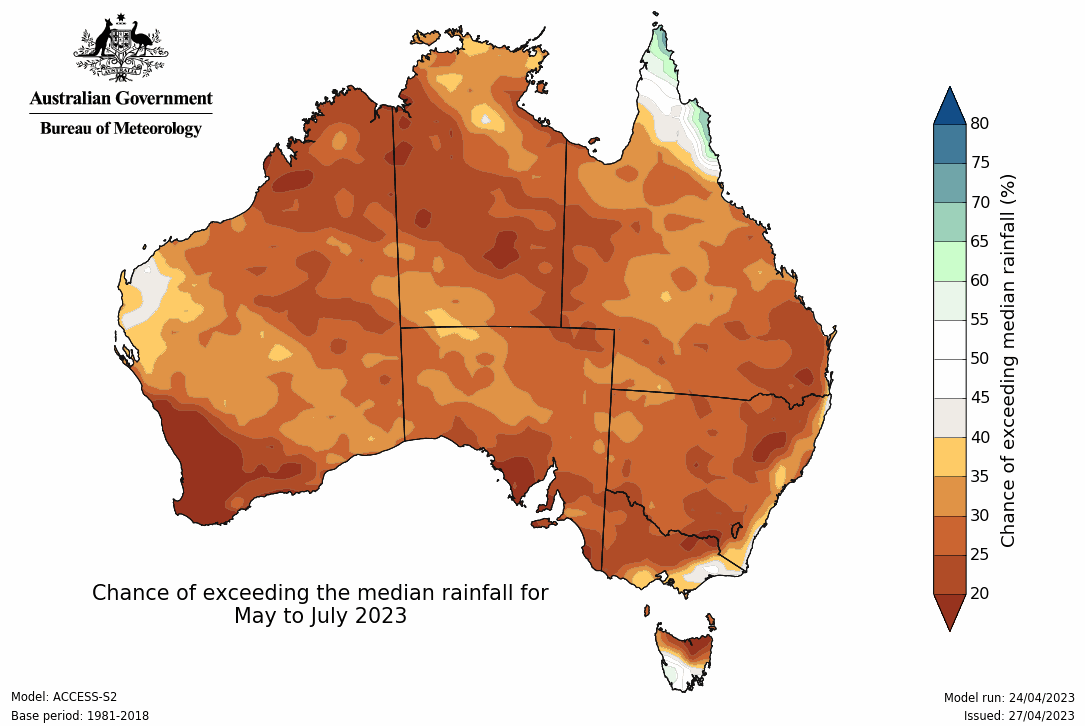 AUSTRALIA
Australian Government
Bureau of Meteorology
80
75
70
65
60
55
50
45
40
35
30
25
20
Chance of exceeding median rainfall (%)
Chance of exceeding the median rainfall for
May to July 2023
Model: ACCESS-S2
Base period: 1981-2018
Model run: 24/04/2023
Issued: 27/04/2023